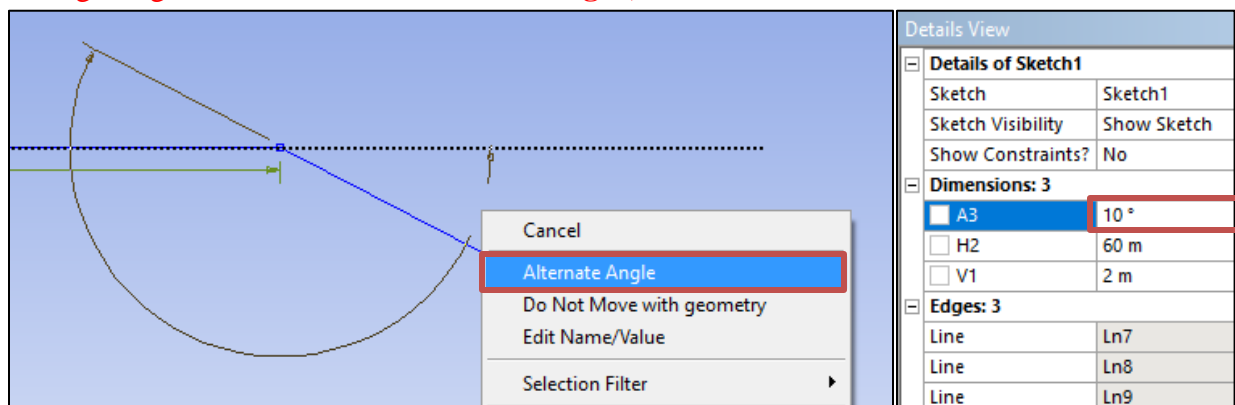 Cancel
Alternate Angle
Do Not Move with geometry
Edit Name/Value
Selection Filter
Details View
Details of Sketch1
Sketch Sketch1
Sketch Visibility Show Sketch
Show Constraints? No
Dimensions: 3
A3 10 °
H2 60 m
V1 2 m
Edges: 3
Line Ln7
Line Ln8
Line Ln9